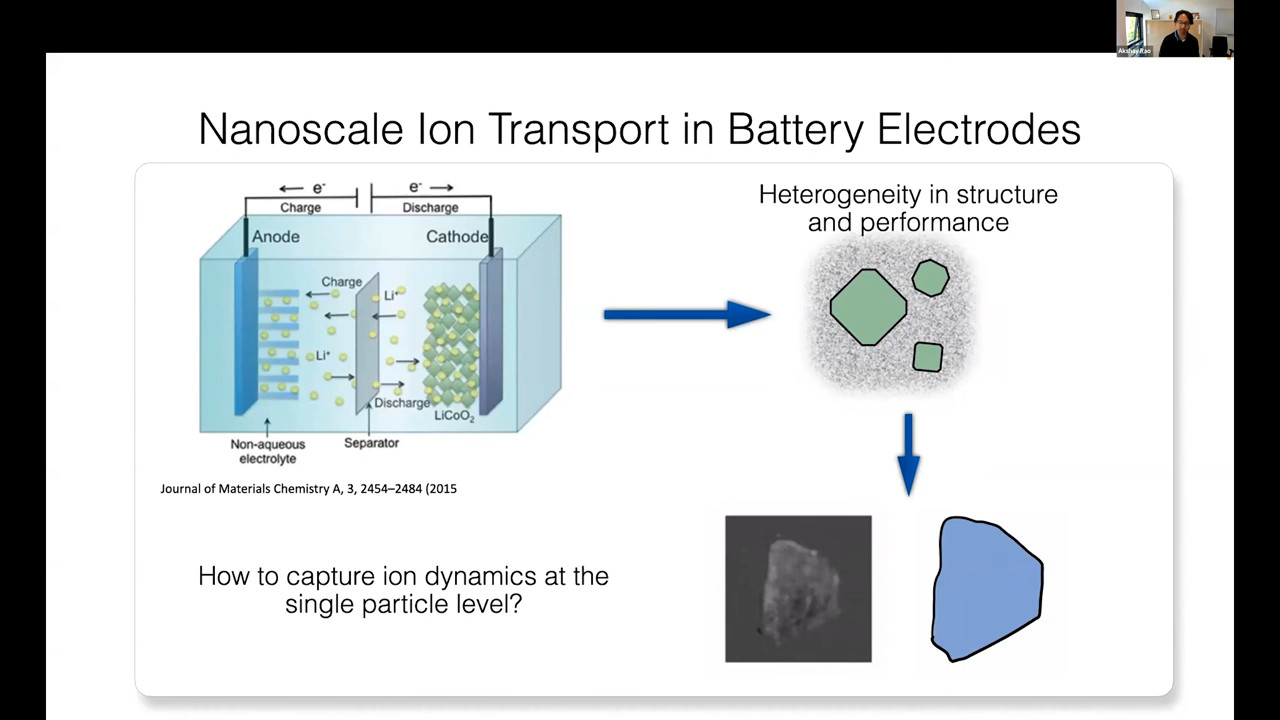 Akshay Rao
Nanoscale Ion Transport in Battery Electrodes
e⁻
Charge
e⁻
Discharge
Anode
Cathode
Charge
Li⁺
Li⁺
Discharge
LiCoO₂
Non-aqueous
electrolyte
Separator
Journal of Materials Chemistry A, 3, 2454–2484 (2015
Heterogeneity in structure
and performance
How to capture ion dynamics at the
single particle level?